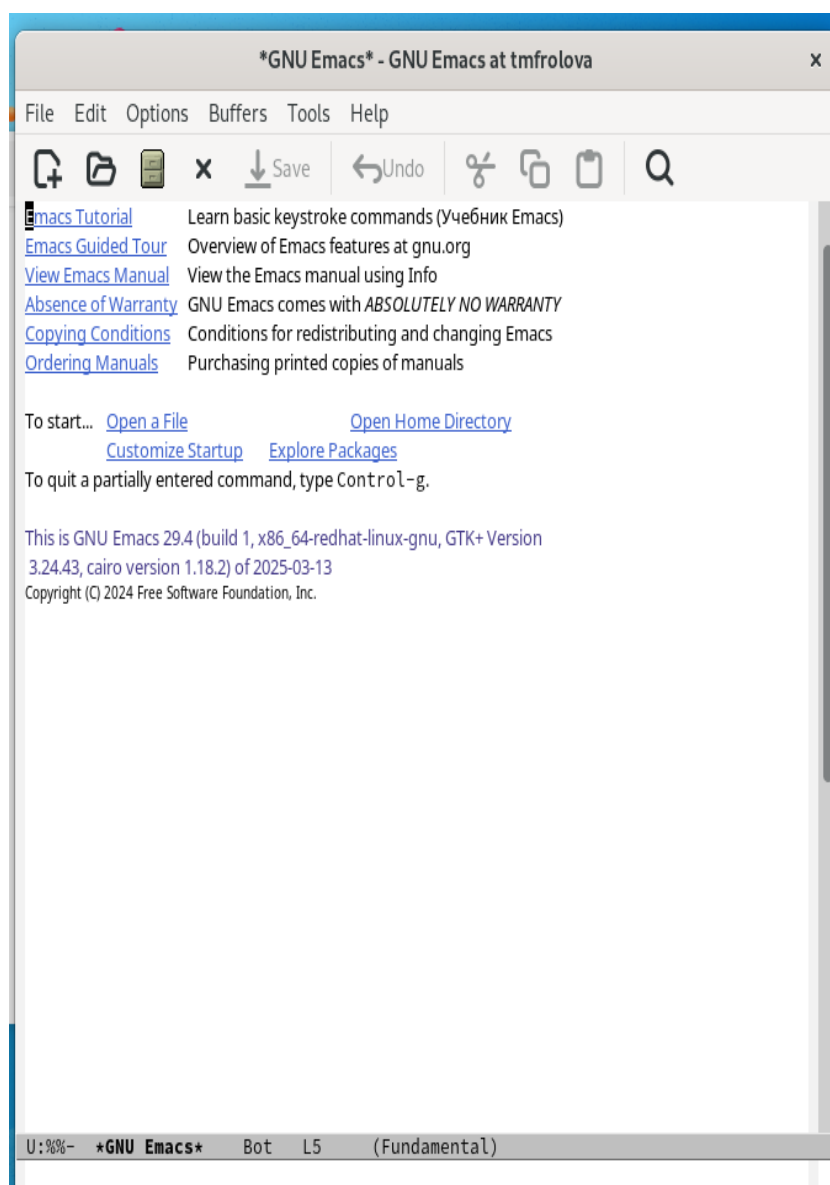 *GNU Emacs* - GNU Emacs at tmfrolova ×
File Edit Options Buffers Tools Help
Save Undo
Emacs Tutorial Learn basic keystroke commands (Учебник Emacs)
Emacs Guided Tour Overview of Emacs features at gnu.org
View Emacs Manual View the Emacs manual using Info
Absence of Warranty GNU Emacs comes with ABSOLUTELY NO WARRANTY
Copying Conditions Conditions for redistributing and changing Emacs
Ordering Manuals Purchasing printed copies of manuals
To start... Open a File Open Home Directory
Customize Startup Explore Packages
To quit a partially entered command, type Control-g.
This is GNU Emacs 29.4 (build 1, x86_64-redhat-linux-gnu, GTK+ Version
3.24.43, cairo version 1.18.2) of 2025-03-13
Copyright (C) 2024 Free Software Foundation, Inc.
U:%%- *GNU Emacs* Bot L5 (Fundamental)